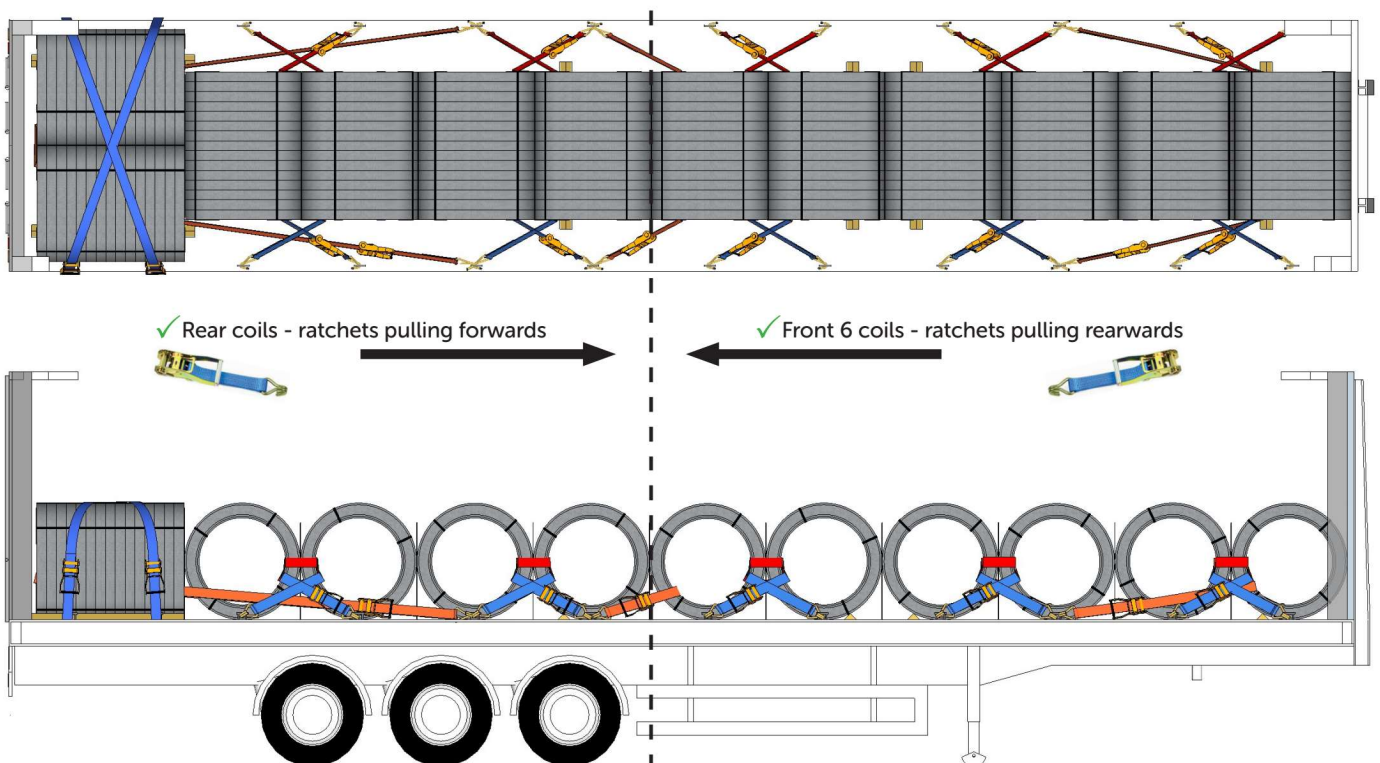 ✓ Rear coils - ratchets pulling forwards
✓ Front 6 coils - ratchets pulling rearwards